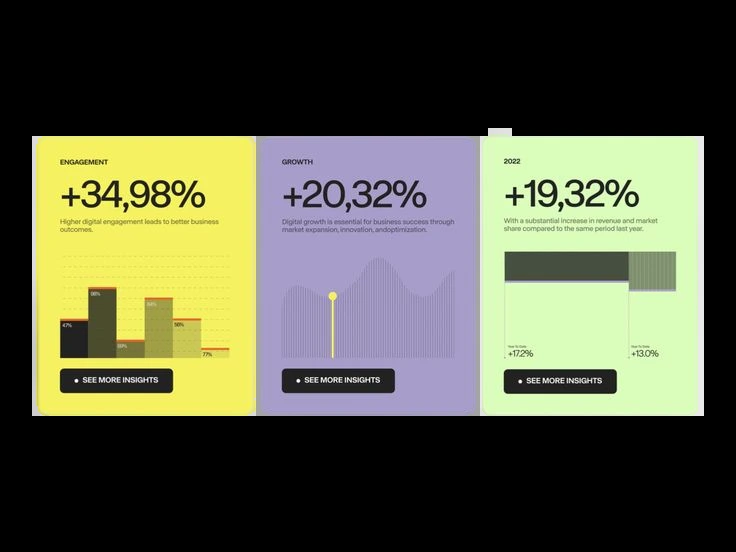 ENGAGEMENT
+34,98%
Higher digital engagement leads to better business
outcomes.
47%
98%
56%
77%
SEE MORE INSIGHTS
GROWTH
+20,32%
Digital growth is essential for business success through
market expansion, innovation, andoptimization.
SEE MORE INSIGHTS
2022
+19,32%
With a substantial increase in revenue and market
share compared to the same period last year.
Year To Date
+17.2%
Year To Date
+13.0%
SEE MORE INSIGHTS